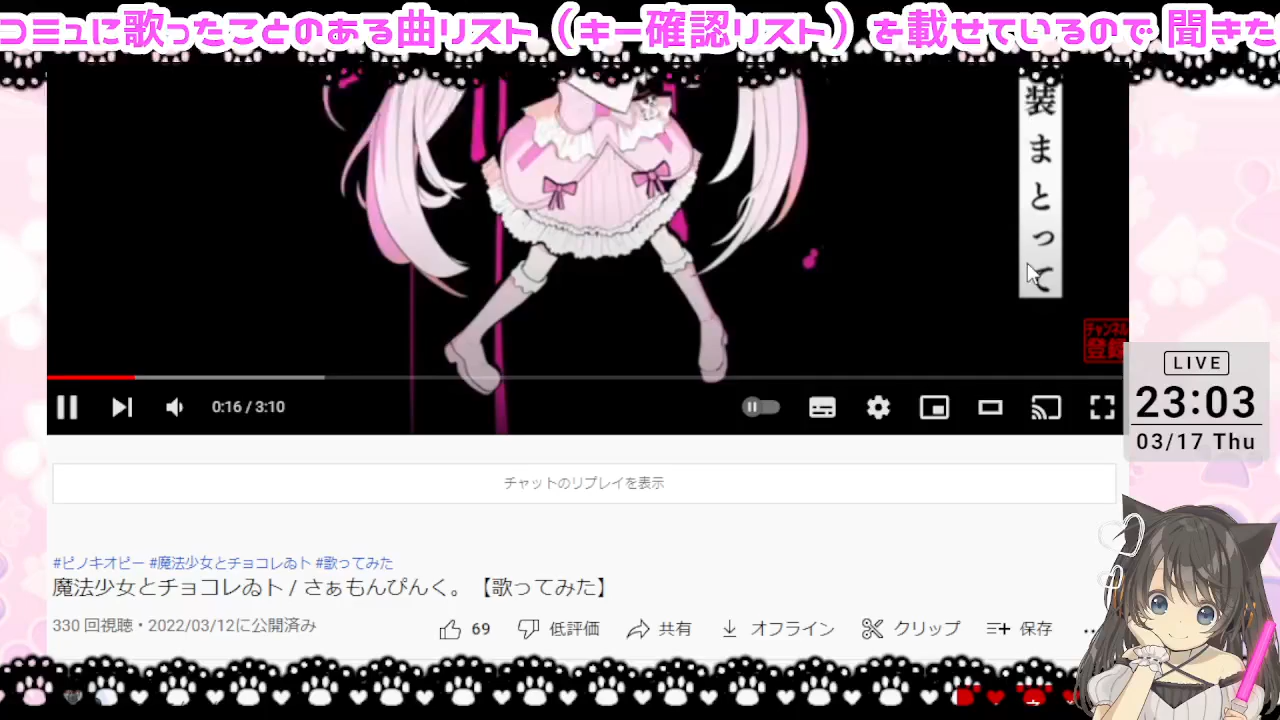 コミュに歌ったことのある曲リスト（キー確認リスト）を載せているので 聞きた
装まとって
チャンネル
登録
0:16 / 3:10
LIVE
23:03
03/17 Thu
チャットのリプレイを表示
#ピノキオピー #魔法少女とチョコレゐト #歌ってみた
魔法少女とチョコレゐト / さぁもんぴんく。【歌ってみた】
330 回視聴・2022/03/12に公開済み
69 低評価 共有 オフライン クリップ 保存